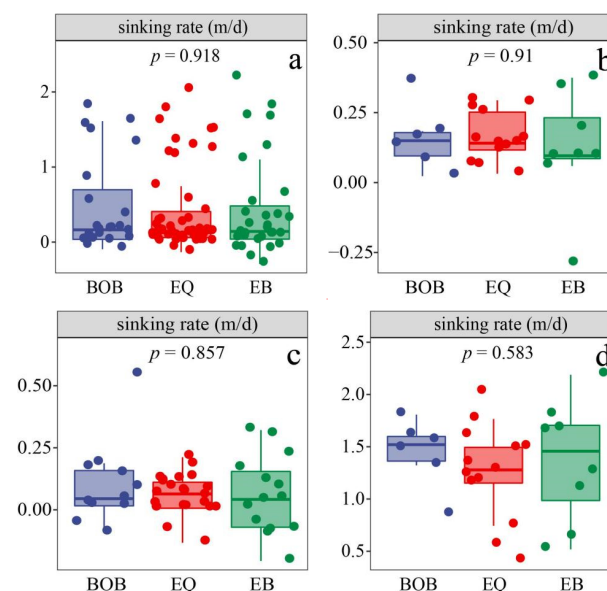 sinking rate (m/d)
p = 0.918
a
2
1
0
BOB EQ EB
sinking rate (m/d)
p = 0.91
b
0.50
0.25
0.00
−0.25
BOB EQ EB
sinking rate (m/d)
p = 0.857
c
0.50
0.25
0.00
BOB EQ EB
sinking rate (m/d)
p = 0.583
d
2.5
2.0
1.5
1.0
0.5
BOB EQ EB